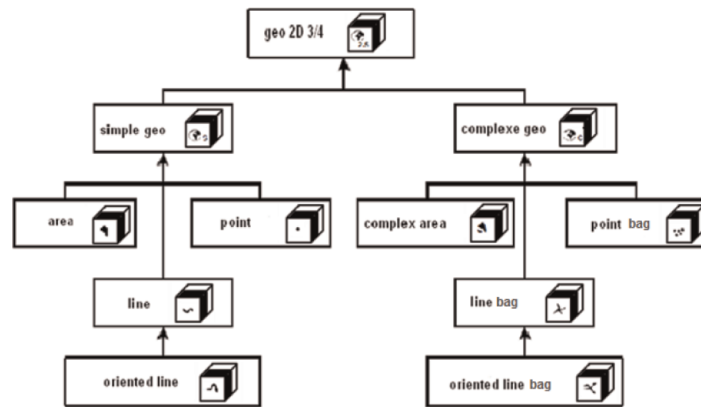 geo 2D 3/4
simple geo
complexe geo
area
point
complex area
point bag
line
line bag
oriented line
oriented line bag